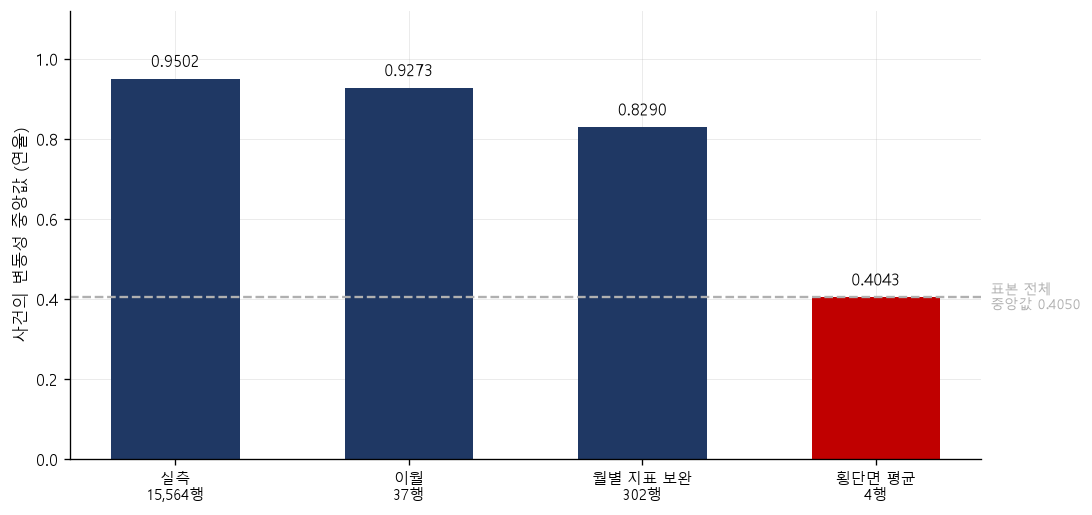 사건의 변동성 중앙값 (연율)
1.0
0.8
0.6
0.4
0.2
0.0
0.9502
0.9273
0.8290
0.4043
표본 전체
중앙값 0.4050
실측
15,564행
이월
37행
월별 지표 보완
302행
횡단면 평균
4행